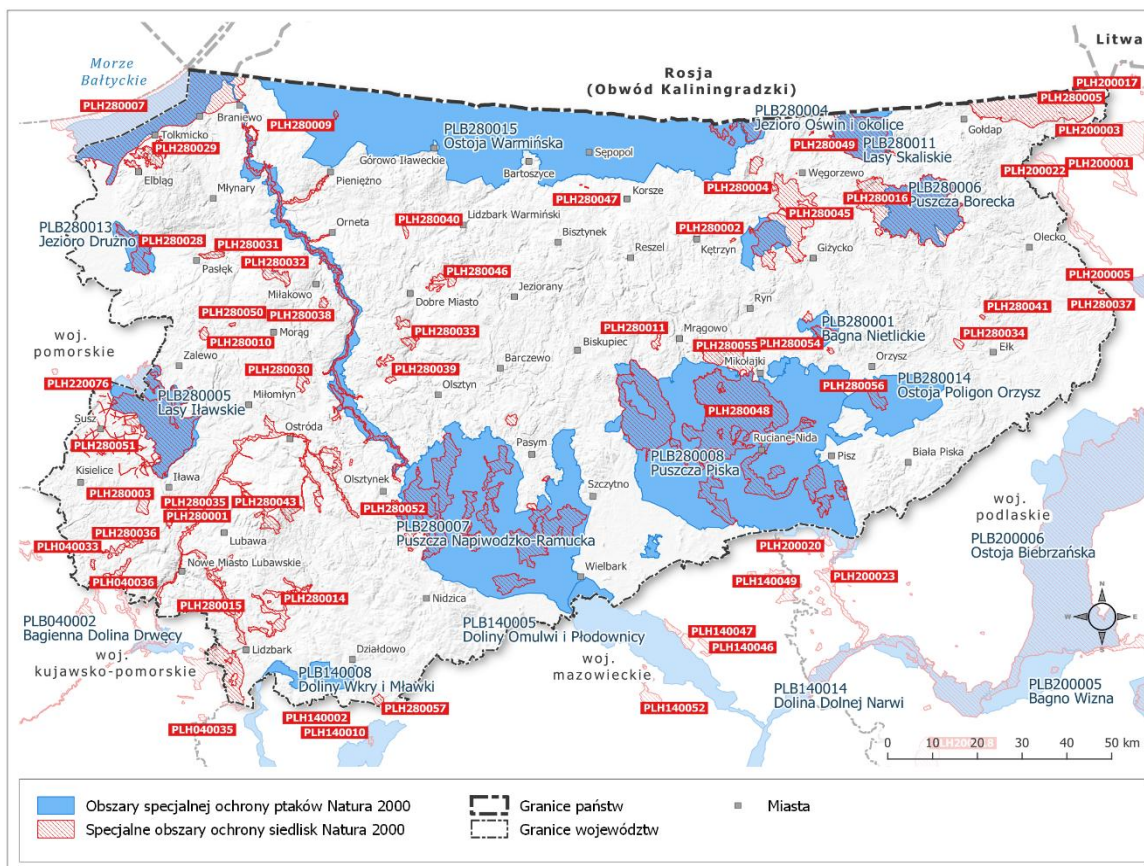 Litwa
Morze
Bałtyckie
Rosja
(Obwód Kaliningradzki)
PLH200017
PLH280007
PLH280005
Braniewo
PLB280004
Jezioro Oświn i okolice
Gołdap
Tolkmicko
PLH280009
PLB280015
Ostoja Warmińska
PLH200003
PLH280029
Górowo Iławeckie
Sępopol
PLH280049
PLB280011
Lasy Skaliskie
Elbląg
Pieniężno
Bartoszyce
Węgorzewo
PLH200001
PLH200022
Młynary
PLH280047
Korsze
PLH280004
PLH280016
PLB280006
Puszcza Borecka
PLH280040
Lidzbark Warmiński
PLH280045
PLB280013
Jezioro Drużno
Orneta
PLH280002
PLH280028
PLH280031
Bisztynek
Reszel
Kętrzyn
Giżycko
Olecko
Pasłęk
PLH280032
PLH280046
PLH200005
Miłakowo
Dobre Miasto
Jeziorany
PLH280037
PLH280050
PLH280038
Ryn
PLH280041
Morąg
PLH280033
PLB280001
Bagna Nietlickie
woj.
pomorskie
PLH280010
PLH280011
Mrągowo
PLH280034
Zalewo
Biskupiec
PLH280055
PLH280054
Ełk
PLH280039
Barczewo
Mikołajki
Orzysz
PLH220076
PLH280030
Olsztyn
PLH280056
PLB280014
Ostoja Poligon Orzysz
PLB280005
Lasy Iławskie
Miłomłyn
Susz
PLH280048
PLH280051
Ostróda
Pasym
Ruciane-Nida
Kisielice
PLB280008
Puszcza Piska
Pisz
Biała Piska
Iława
Olsztynek
Szczytno
PLH280003
PLH280035
PLH280043
PLH280052
woj.
podlaskie
PLH280001
PLB280007
Puszcza Napiwodzko-Ramucka
PLH280036
Lubawa
PLB200006
Ostoja Biebrzańska
PLH040033
PLH200020
Nowe Miasto Lubawskie
Wielbark
PLH200023
PLH040036
PLH140049
PLH280015
PLH280014
Nidzica
N
W
E
S
PLB040002
Bagienna Dolina Drwęcy
PLB140005
Doliny Omulwi i Płodownicy
PLH140047
PLH140046
woj.
kujawsko-pomorskie
Lidzbark
Działdowo
woj.
mazowieckie
PLB140008
Doliny Wkry i Mławki
PLB140014
Dolina Dolnej Narwi
PLB200005
Bagno Wizna
PLH280057
PLH140052
PLH140002
PLH040035
PLH140010
0 10 20 30 40 50 km
Obszary specjalnej ochrony ptaków Natura 2000
Specjalne obszary ochrony siedlisk Natura 2000
Granice państw
Granice województw
Miasta